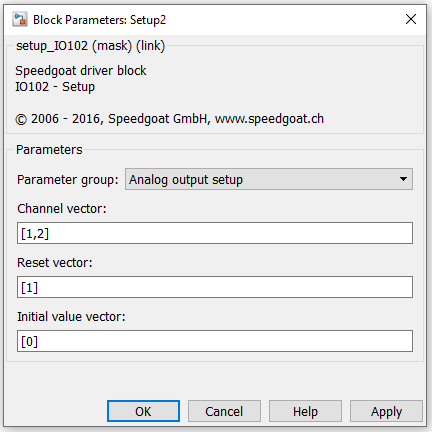 Block Parameters: Setup2
setup_IO102 (mask) (link)
Speedgoat driver block
IO102 - Setup
© 2006 - 2016, Speedgoat GmbH, www.speedgoat.ch
Parameters
Parameter group: Analog output setup
Channel vector:
[1,2]
Reset vector:
[1]
Initial value vector:
[0]
OK Cancel Help Apply